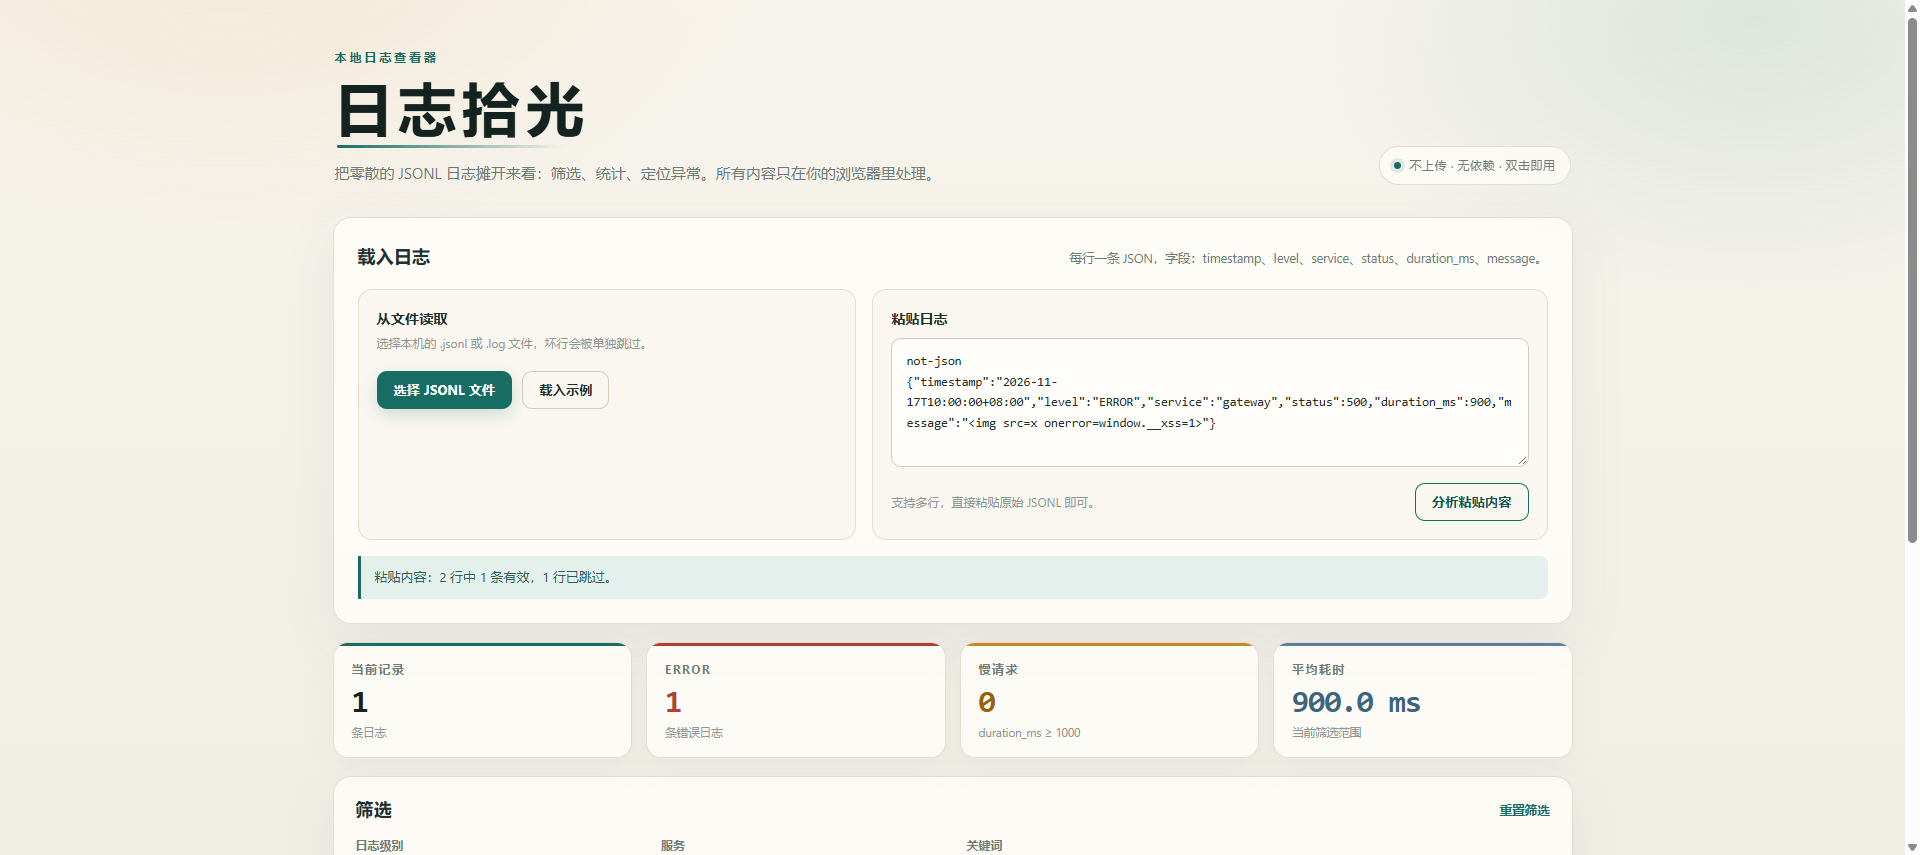 本地日志查看器
日志拾光
把零散的 JSONL 日志摊开来看：筛选、统计、定位异常。所有内容只在你的浏览器里处理。
不上传 · 无依赖 · 双击即用
载入日志
每行一条 JSON，字段：timestamp、level、service、status、duration_ms、message。
从文件读取
选择本机的 .jsonl 或 .log 文件，坏行会被单独跳过。
选择 JSONL 文件
载入示例
粘贴日志
not-json
{"timestamp":"2026-11-
17T10:00:00+08:00","level":"ERROR","service":"gateway","status":500,"duration_ms":900,"m
essage":"<img src=x onerror=window.__xss=1>"}
支持多行，直接粘贴原始 JSONL 即可。
分析粘贴内容
粘贴内容：2 行中 1 条有效，1 行已跳过。
当前记录
1
条日志
ERROR
1
条错误日志
慢请求
0
duration_ms ≥ 1000
平均耗时
900.0 ms
当前筛选范围
筛选
重置筛选
日志级别
服务
关键词